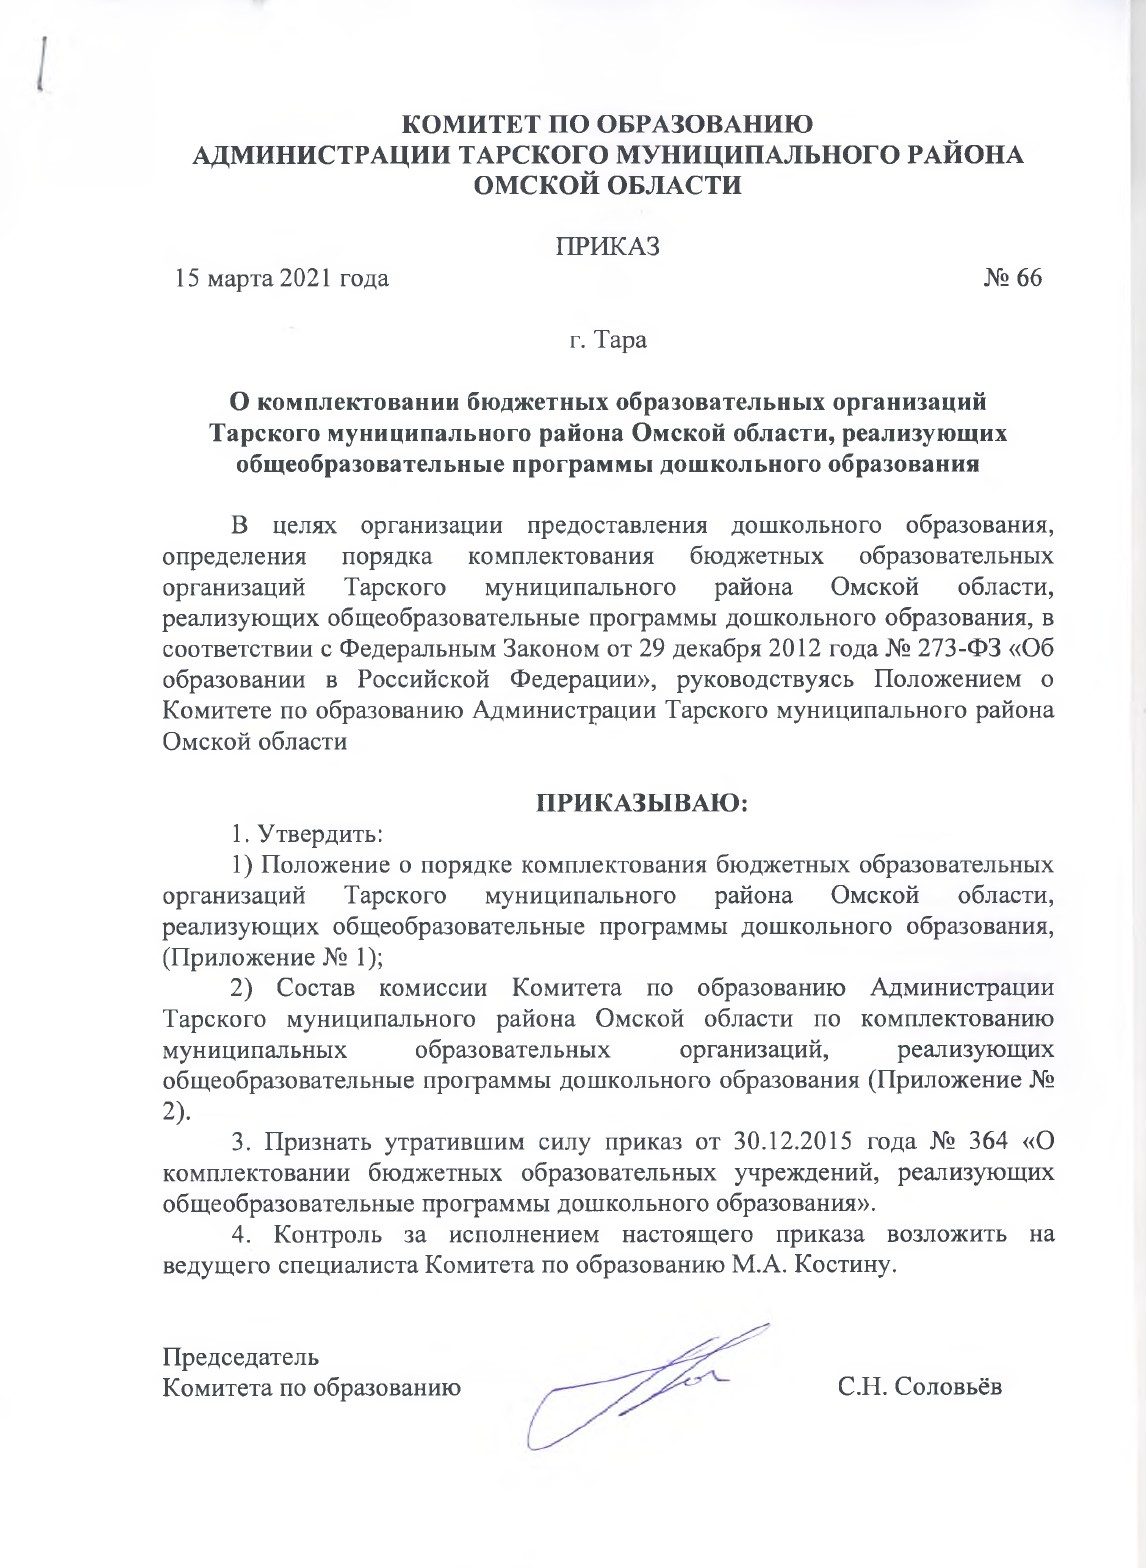 КОМИТЕТ ПО ОБРАЗОВАНИЮ
АДМИНИСТРАЦИИ ТАРСКОГО МУНИЦИПАЛЬНОГО РАЙОНА
ОМСКОЙ ОБЛАСТИ
ПРИКАЗ
15 марта 2021 года № 66
г. Тара
О комплектовании бюджетных образовательных организаций
Тарского муниципального района Омской области, реализующих
общеобразовательные программы дошкольного образования
В целях организации предоставления дошкольного образования,
определения порядка комплектования бюджетных образовательных
организаций Тарского муниципального района Омской области,
реализующих общеобразовательные программы дошкольного образования, в
соответствии с Федеральным Законом от 29 декабря 2012 года № 273-ФЗ «Об
образовании в Российской Федерации», руководствуясь Положением о
Комитете по образованию Администрации Тарского муниципального района
Омской области
ПРИКАЗЫВАЮ:
1. Утвердить:
1) Положение о порядке комплектования бюджетных образовательных
организаций Тарского муниципального района Омской области,
реализующих общеобразовательные программы дошкольного образования,
(Приложение № 1);
2) Состав комиссии Комитета по образованию Администрации
Тарского муниципального района Омской области по комплектованию
муниципальных образовательных организаций, реализующих
общеобразовательные программы дошкольного образования (Приложение №
2).
3. Признать утратившим силу приказ от 30.12.2015 года № 364 «О
комплектовании бюджетных образовательных учреждений, реализующих
общеобразовательные программы дошкольного образования».
4. Контроль за исполнением настоящего приказа возложить на
ведущего специалиста Комитета по образованию М.А. Костину.
Председатель
Комитета по образованию С.Н. Соловьёв